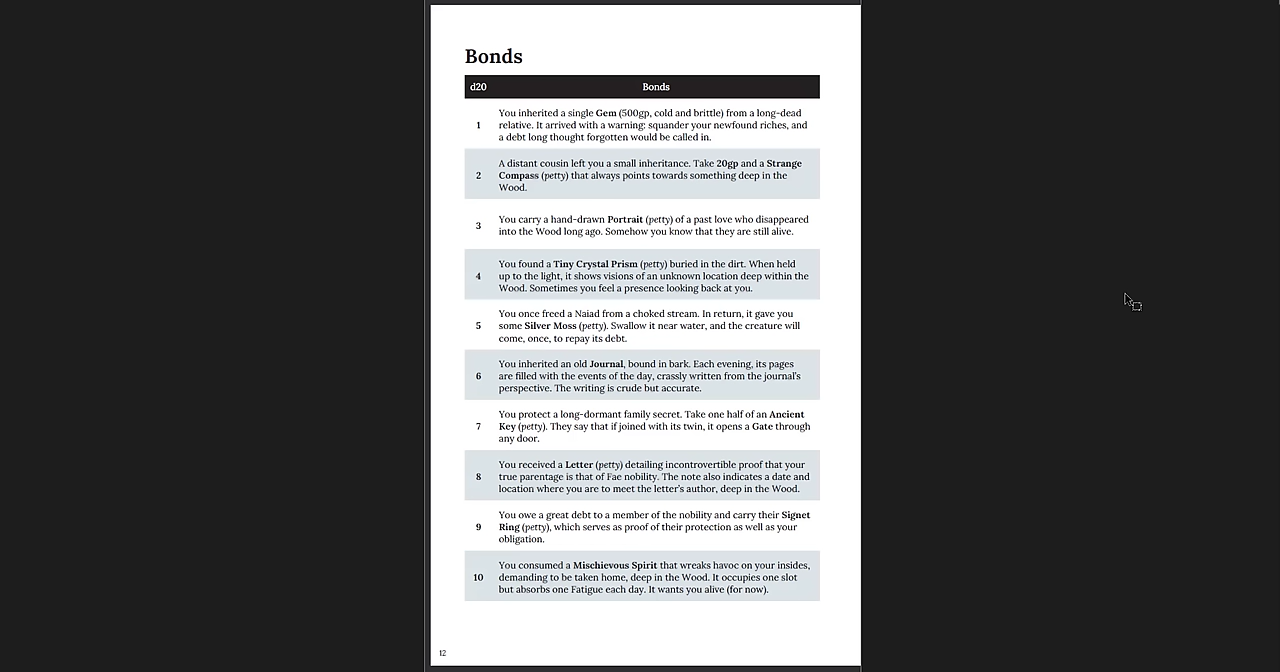 Bonds
d20 Bonds
1
You inherited a single Gem (500gp, cold and brittle) from a long-dead
relative. It arrived with a warning: squander your newfound riches, and
a debt long thought forgotten would be called in.
2
A distant cousin left you a small inheritance. Take 20gp and a Strange
Compass (petty) that always points towards something deep in the
Wood.
3
You carry a hand-drawn Portrait (petty) of a past love who disappeared
into the Wood long ago. Somehow you know that they are still alive.
4
You found a Tiny Crystal Prism (petty) buried in the dirt. When held
up to the light, it shows visions of an unknown location deep within the
Wood. Sometimes you feel a presence looking back at you.
5
You once freed a Naiad from a choked stream. In return, it gave you
some Silver Moss (petty). Swallow it near water, and the creature will
come, once, to repay its debt.
6
You inherited an old Journal, bound in bark. Each evening, its pages
are filled with the events of the day, crassly written from the journal's
perspective. The writing is crude but accurate.
7
You protect a long-dormant family secret. Take one half of an Ancient
Key (petty). They say that if joined with its twin, it opens a Gate through
any door.
8
You received a Letter (petty) detailing incontrovertible proof that your
true parentage is that of Fae nobility. The note also indicates a date and
location where you are to meet the letter's author, deep in the Wood.
9
You owe a great debt to a member of the nobility and carry their Signet
Ring (petty), which serves as proof of their protection as well as your
obligation.
10
You consumed a Mischievous Spirit that wreaks havoc on your insides,
demanding to be taken home, deep in the Wood. It occupies one slot
but absorbs one Fatigue each day. It wants you alive (for now).
12